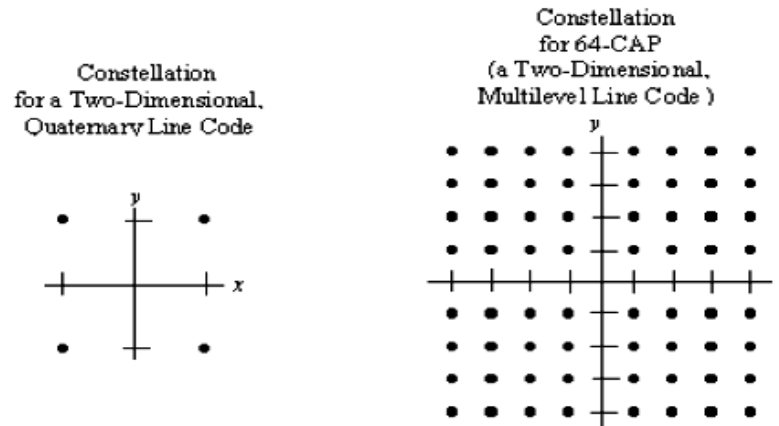 Constellation
for a Two-Dimensional,
Quaternary Line Code
y
x
Constellation
for 64-CAP
(a Two-Dimensional,
Multilevel Line Code )
y